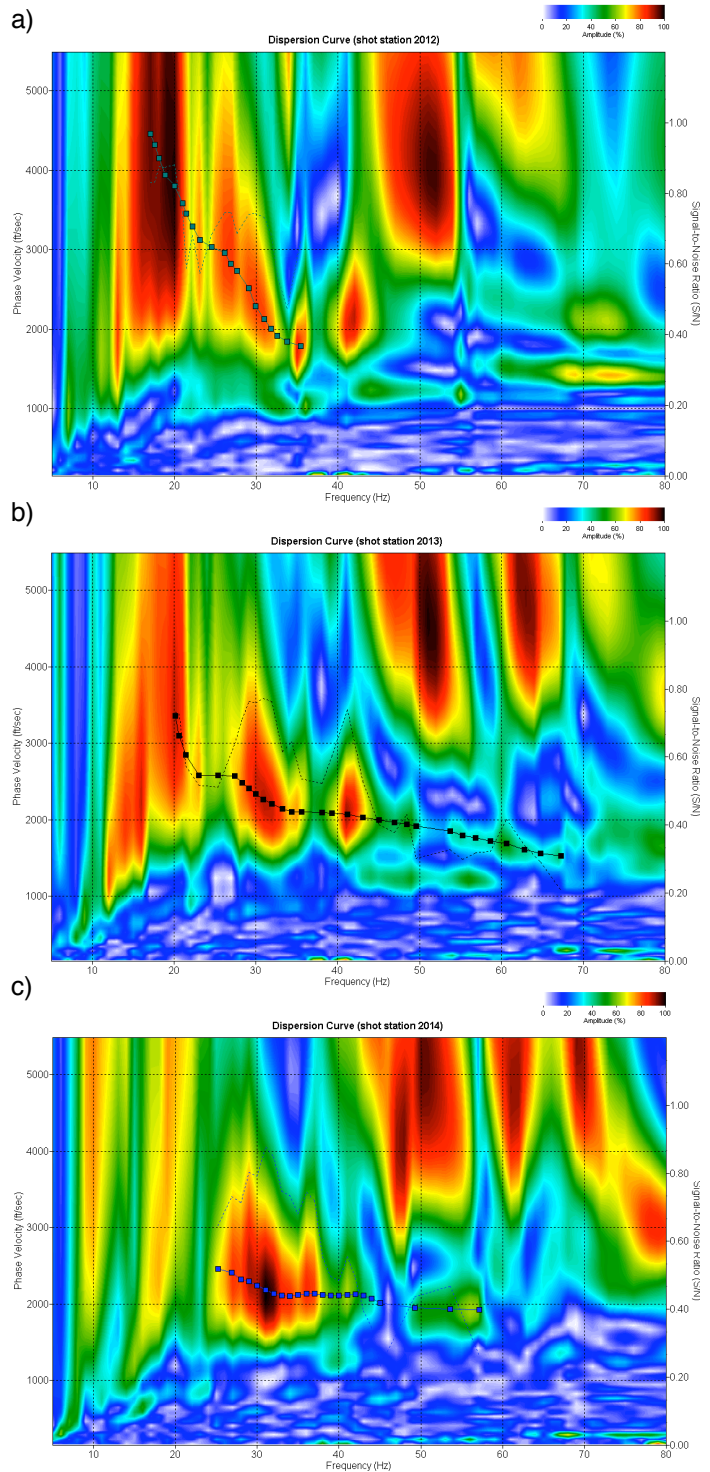 a)
0 20 40 60 80 100
Amplitude (%)
Dispersion Curve (shot station 2012)
5000
4000
3000
2000
1000
Phase Velocity (ft/sec)
1.00
0.80
0.60
0.40
0.20
0.00
Signal-to-Noise Ratio (S/N)
10 20 30 40 50 60 70 80
Frequency (Hz)
b)
0 20 40 60 80 100
Amplitude (%)
Dispersion Curve (shot station 2013)
5000
4000
3000
2000
1000
Phase Velocity (ft/sec)
1.00
0.80
0.60
0.40
0.20
0.00
Signal-to-Noise Ratio (S/N)
10 20 30 40 50 60 70 80
Frequency (Hz)
c)
0 20 40 60 80 100
Amplitude (%)
Dispersion Curve (shot station 2014)
5000
4000
3000
2000
1000
Phase Velocity (ft/sec)
1.00
0.80
0.60
0.40
0.20
0.00
Signal-to-Noise Ratio (S/N)
10 20 30 40 50 60 70 80
Frequency (Hz)